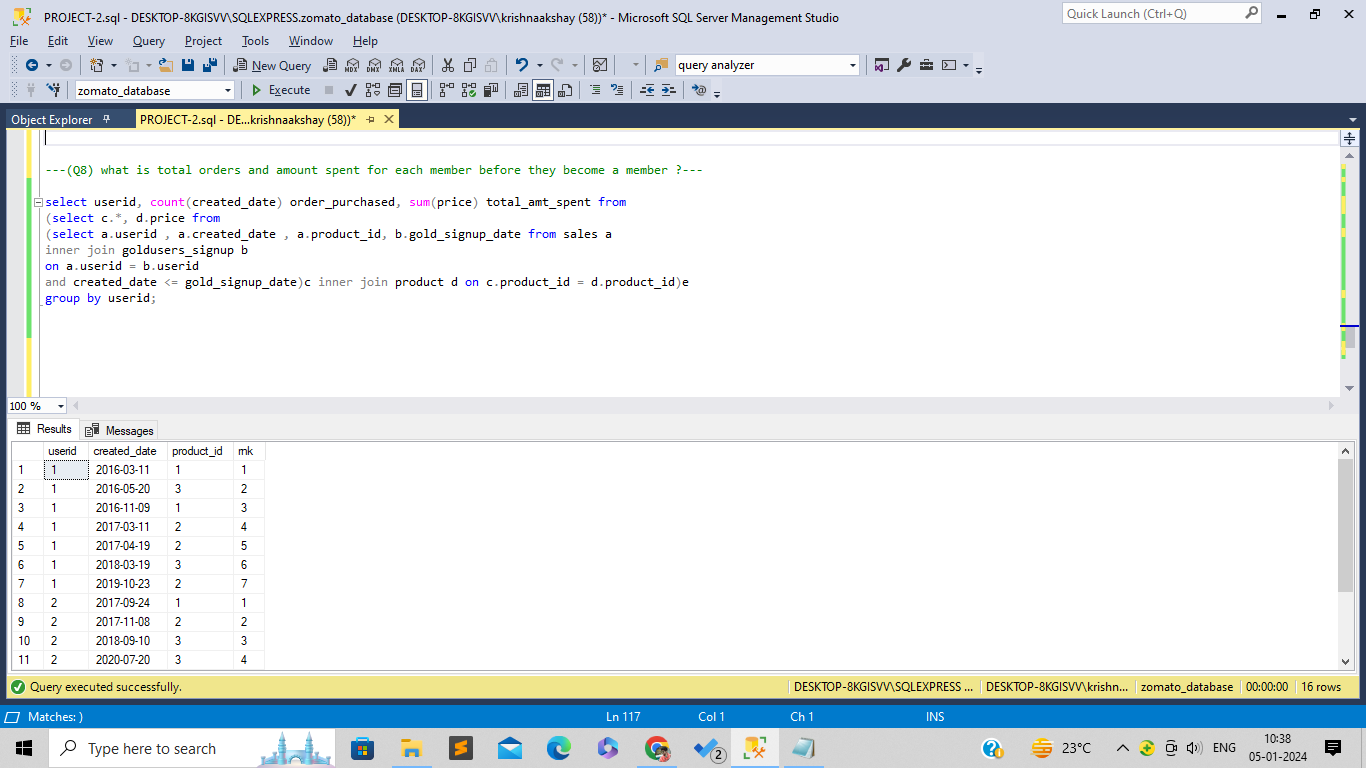 PROJECT-2.sql - DESKTOP-8KGISVV\SQLEXPRESS.zomato_database (DESKTOP-8KGISVV\krishnaakshay (58))* - Microsoft SQL Server Management Studio
Quick Launch (Ctrl+Q)
File Edit View Query Project Tools Window Help
New Query MDX DMX XMLA DAX query analyzer
zomato_database Execute
Object Explorer PROJECT-2.sql - DE...krishnaakshay (58))*
---(Q8) what is total orders and amount spent for each member before they become a member ?---
select userid, count(created_date) order_purchased, sum(price) total_amt_spent from
(select c.*, d.price from
(select a.userid , a.created_date , a.product_id, b.gold_signup_date from sales a
inner join goldusers_signup b
on a.userid = b.userid
and created_date <= gold_signup_date)c inner join product d on c.product_id = d.product_id)e
group by userid;
100 %
Results Messages
userid created_date product_id rnk
1 1 2016-03-11 1 1
2 1 2016-05-20 3 2
3 1 2016-11-09 1 3
4 1 2017-03-11 2 4
5 1 2017-04-19 2 5
6 1 2018-03-19 3 6
7 1 2019-10-23 2 7
8 2 2017-09-24 1 1
9 2 2017-11-08 2 2
10 2 2018-09-10 3 3
11 2 2020-07-20 3 4
Query executed successfully. DESKTOP-8KGISVV\SQLEXPRESS ... DESKTOP-8KGISVV\krishn... zomato_database 00:00:00 16 rows
Matches: ) Ln 117 Col 1 Ch 1 INS
Type here to search 2 23°C ENG 10:38
05-01-2024